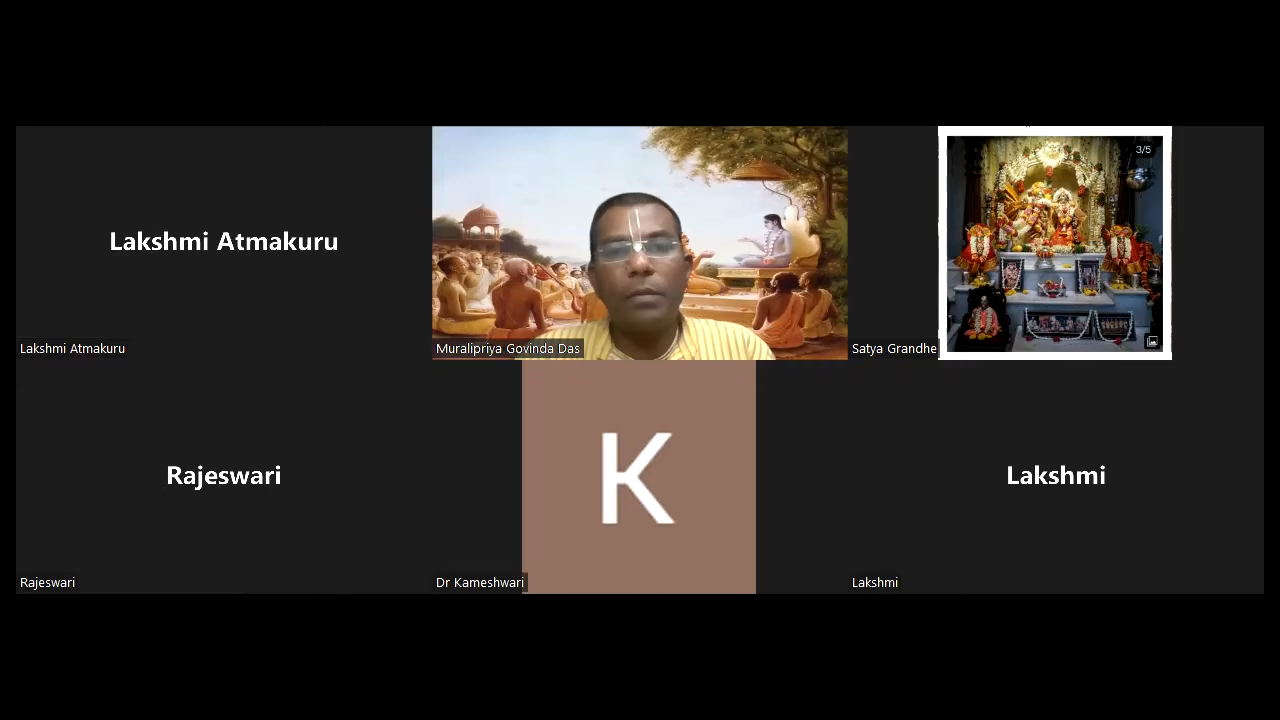 Lakshmi Atmakuru
Lakshmi Atmakuru
Muralipriya Govinda Das
Satya Grandhe
3/5
Rajeswari
Rajeswari
K
Dr Kameshwari
Lakshmi
Lakshmi